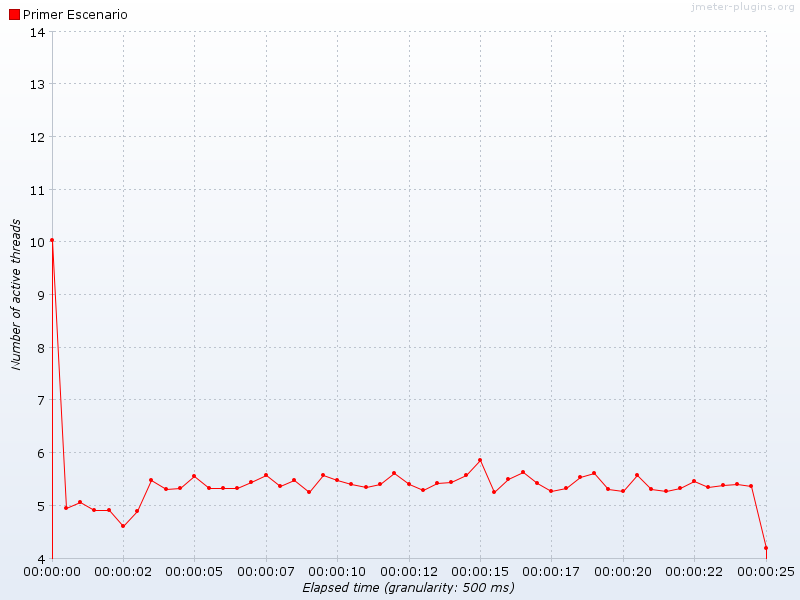 jmeter-plugins.org
Primer Escenario
14
13
12
11
10
9
8
7
6
5
4
Number of active threads
00:00:00 00:00:02 00:00:05 00:00:07 00:00:10 00:00:12 00:00:15 00:00:17 00:00:20 00:00:22 00:00:25
Elapsed time (granularity: 500 ms)